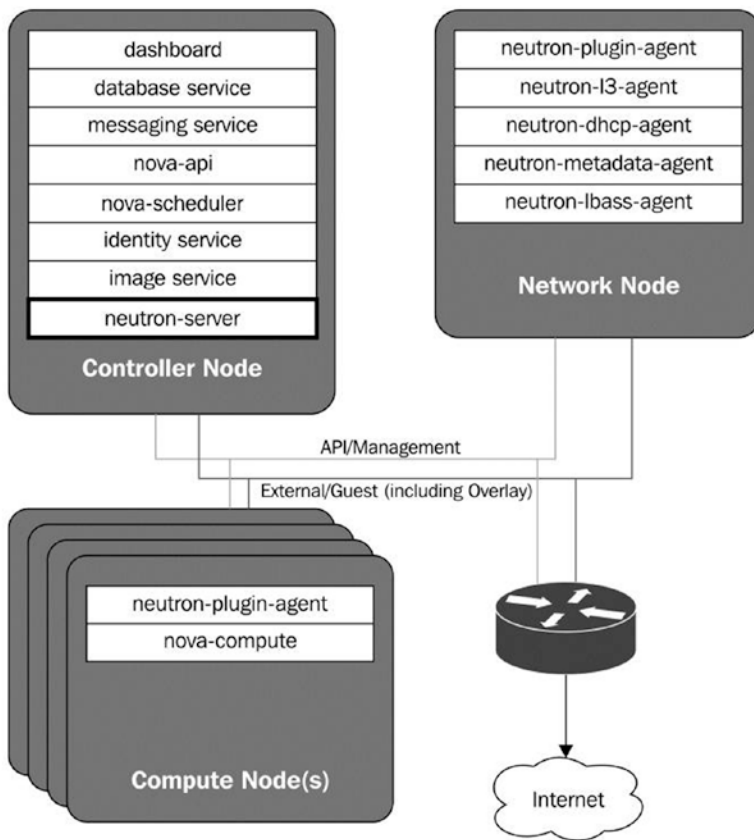 dashboard
database service
messaging service
nova-api
nova-scheduler
identity service
image service
neutron-server
Controller Node
neutron-plugin-agent
neutron-l3-agent
neutron-dhcp-agent
neutron-metadata-agent
neutron-lbass-agent
Network Node
API/Management
External/Guest (including Overlay)
neutron-plugin-agent
nova-compute
Compute Node(s)
Internet